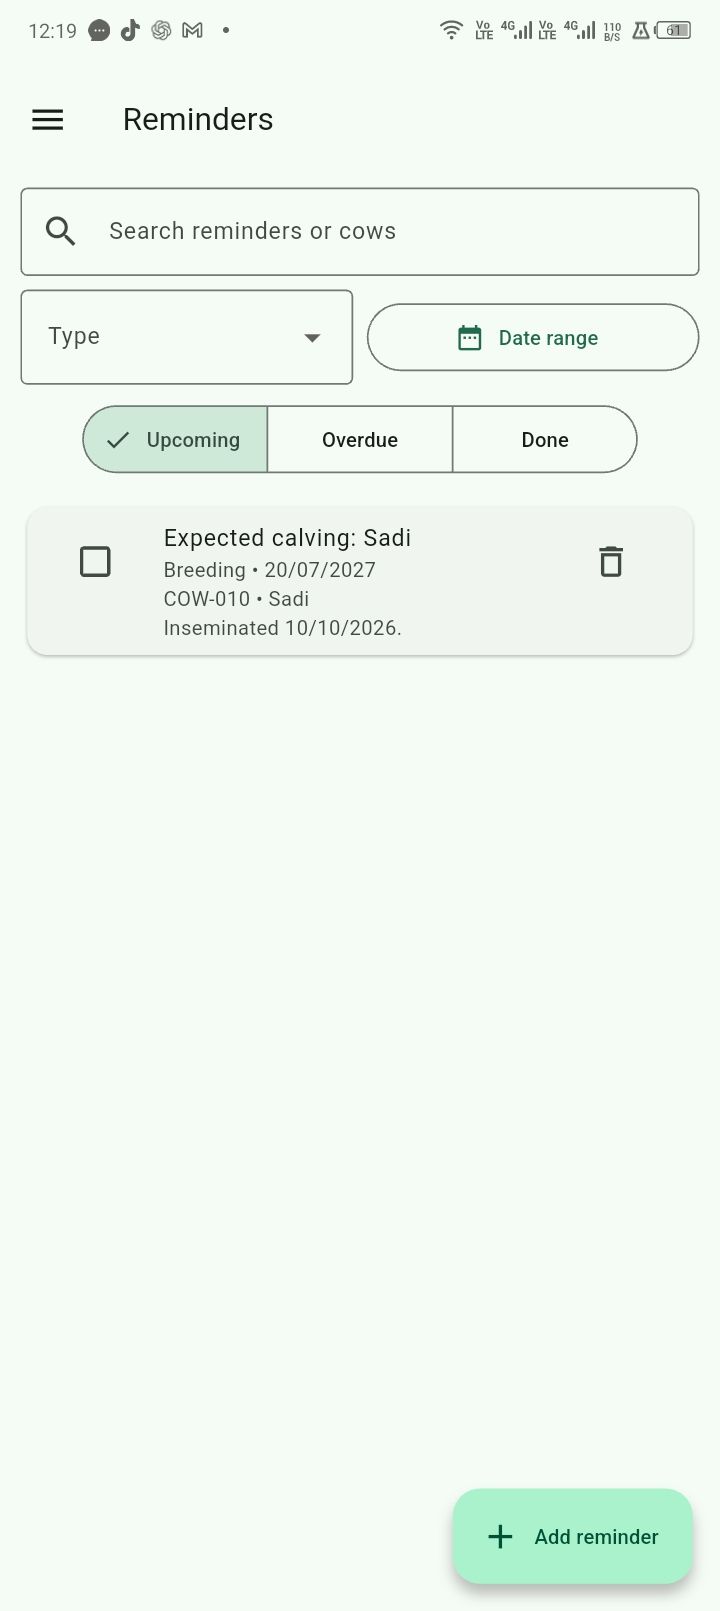 12:19
Vo LTE 4G Vo LTE 4G 110 B/S 61
Reminders
Search reminders or cows
Type
Date range
Upcoming
Overdue
Done
Expected calving: Sadi
Breeding • 20/07/2027
COW-010 • Sadi
Inseminated 10/10/2026.
Add reminder